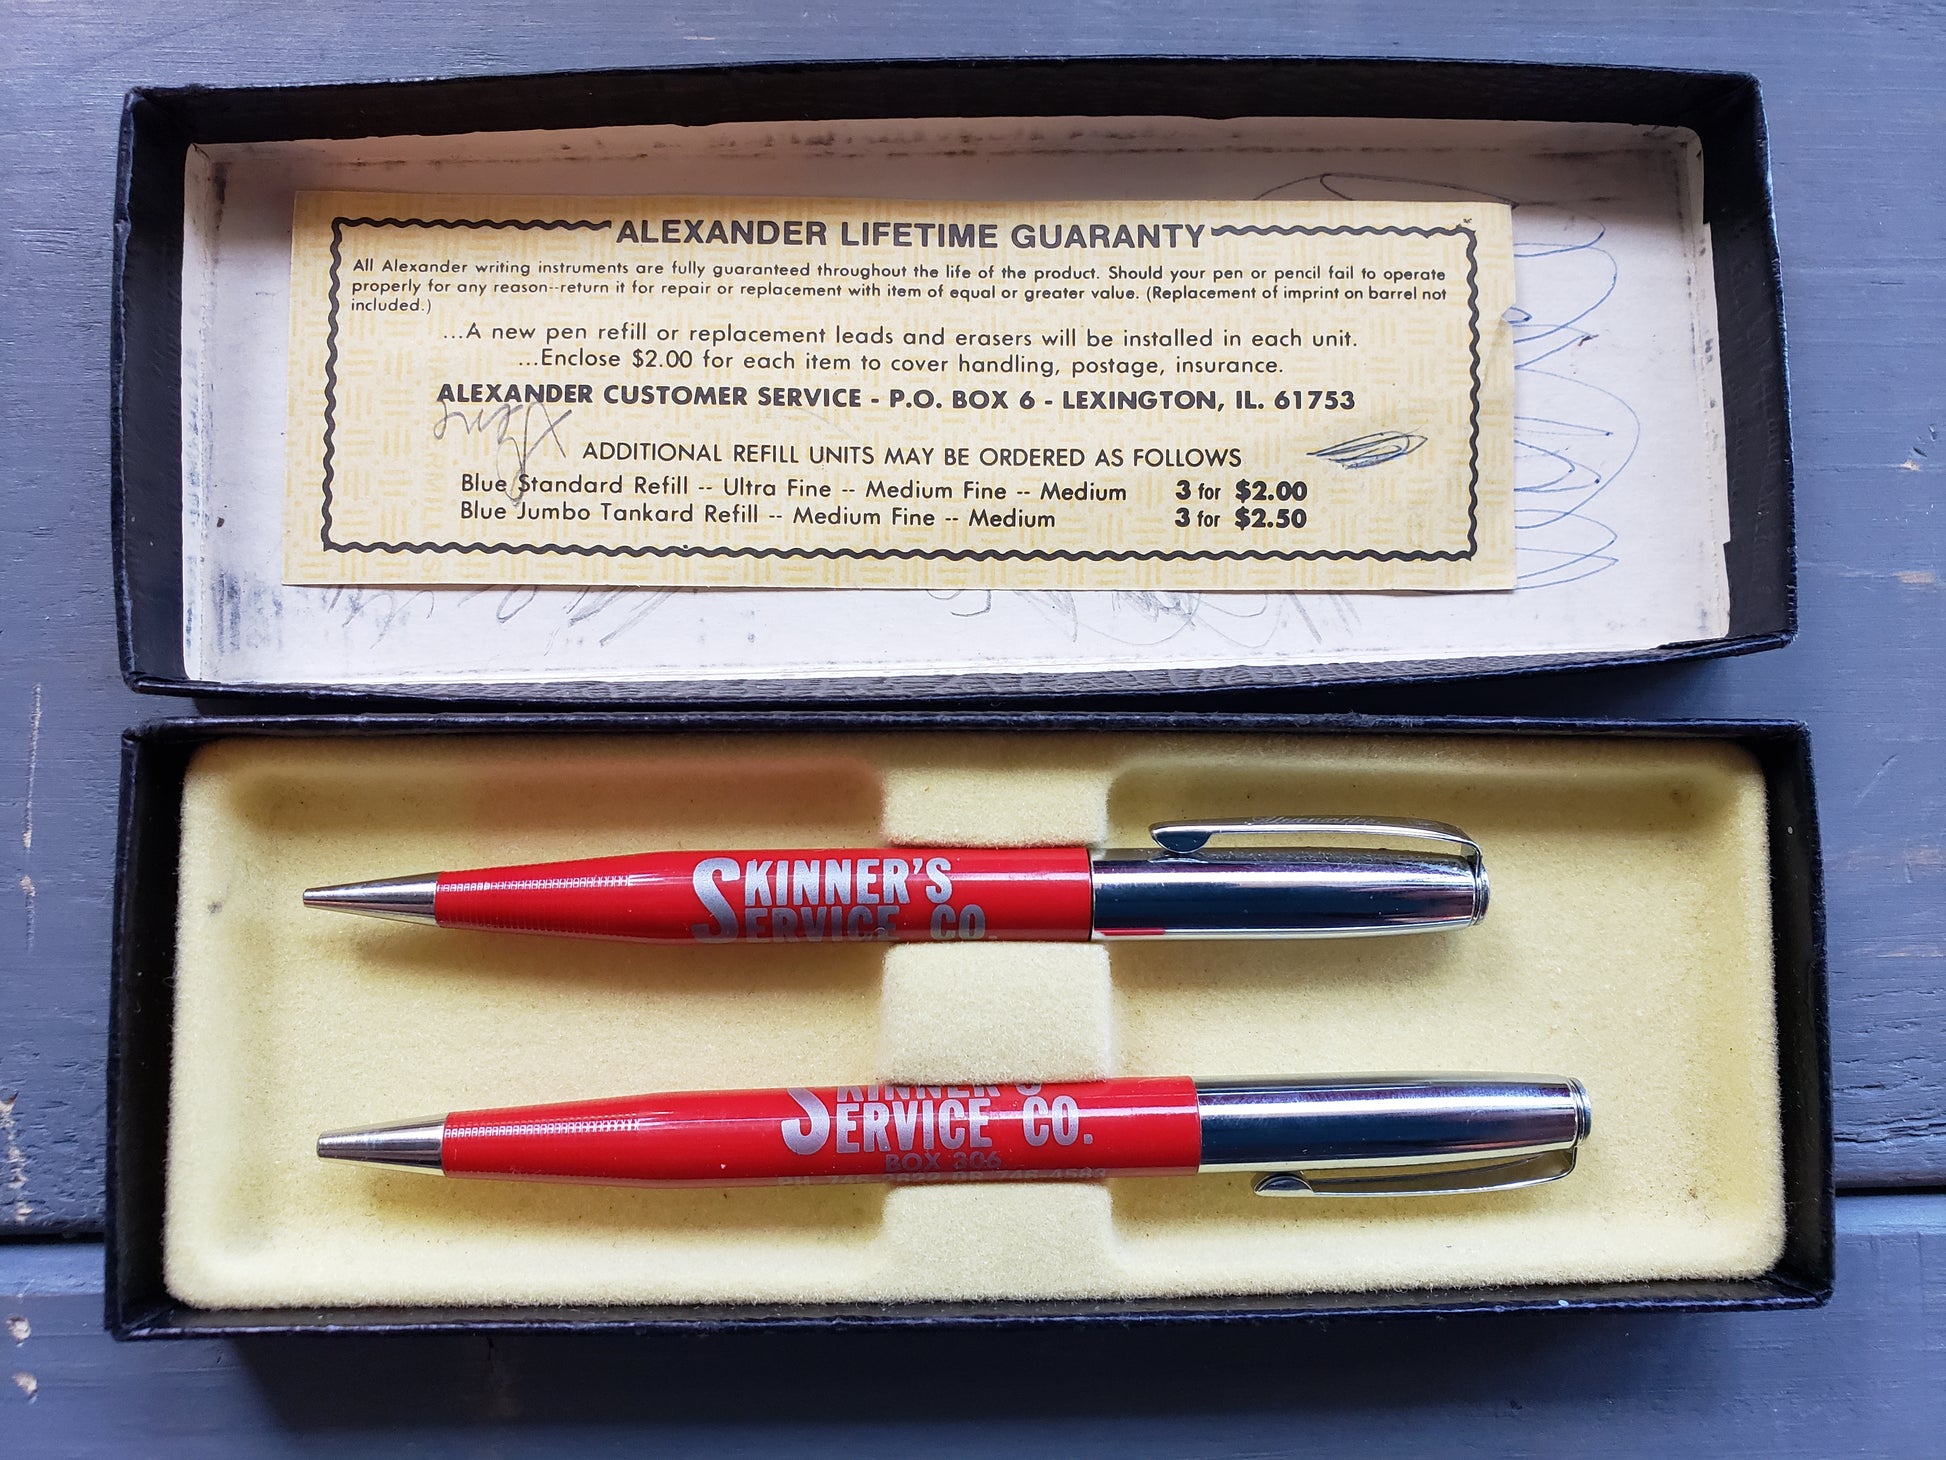 ALEXANDER LIFETIME GUARANTY
All Alexander writing instruments are fully guaranteed throughout the life of the product. Should your pen or pencil fail to operate
properly for any reason--return it for repair or replacement with item of equal or greater value. (Replacement of imprint on barrel not
included.)
...A new pen refill or replacement leads and erasers will be installed in each unit.
...Enclose $2.00 for each item to cover handling, postage, insurance.
ALEXANDER CUSTOMER SERVICE - P.O. BOX 6 - LEXINGTON, IL. 61753
ADDITIONAL REFILL UNITS MAY BE ORDERED AS FOLLOWS
Blue Standard Refill -- Ultra Fine -- Medium Fine -- Medium 3 for $2.00
Blue Jumbo Tankard Refill -- Medium Fine -- Medium 3 for $2.50
SKINNER'S
SERVICE CO.
SKINNER'S
SERVICE CO.
BOX 306